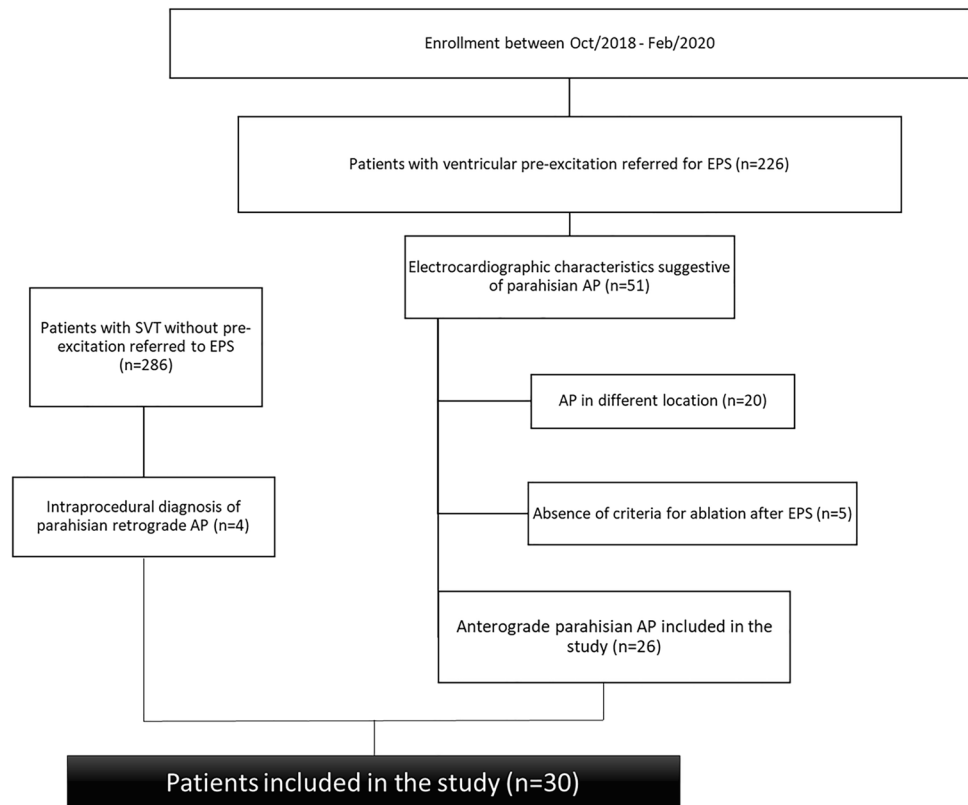 Enrollment between Oct/2018 - Feb/2020
Patients with ventricular pre-excitation referred for EPS (n=226)
Electrocardiographic characteristics suggestive
of parahisian AP (n=51)
Patients with SVT without pre-
excitation referred to EPS
(n=286)
AP in different location (n=20)
Intraprocedural diagnosis of
parahisian retrograde AP (n=4)
Absence of criteria for ablation after EPS (n=5)
Anterograde parahisian AP included in the
study (n=26)
Patients included in the study (n=30)